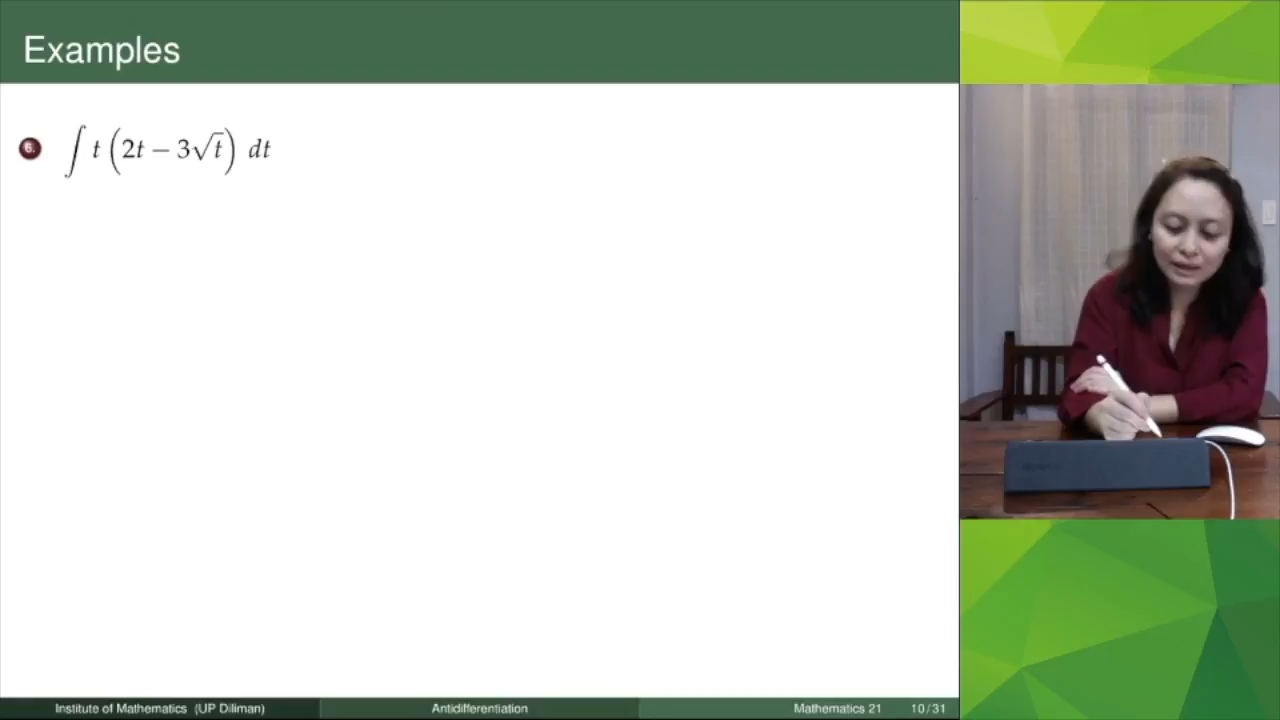 Examples
6. ∫ t (2t − 3√t) dt
Institute of Mathematics (UP Diliman) Antidifferentiation Mathematics 21 10/31